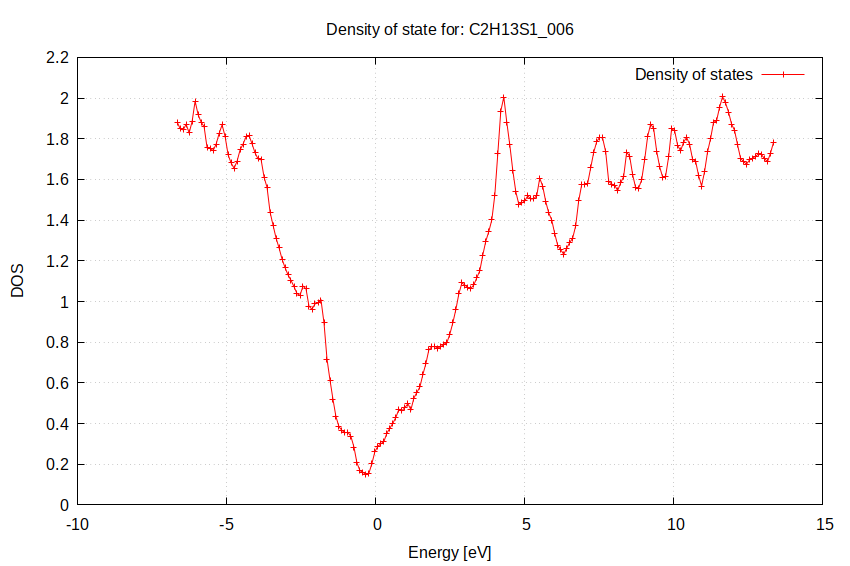 Density of state for: C2H13S1_006
Density of states
2.2
2
1.8
1.6
1.4
1.2
1
0.8
0.6
0.4
0.2
0
DOS
-10 -5 0 5 10 15
Energy [eV]